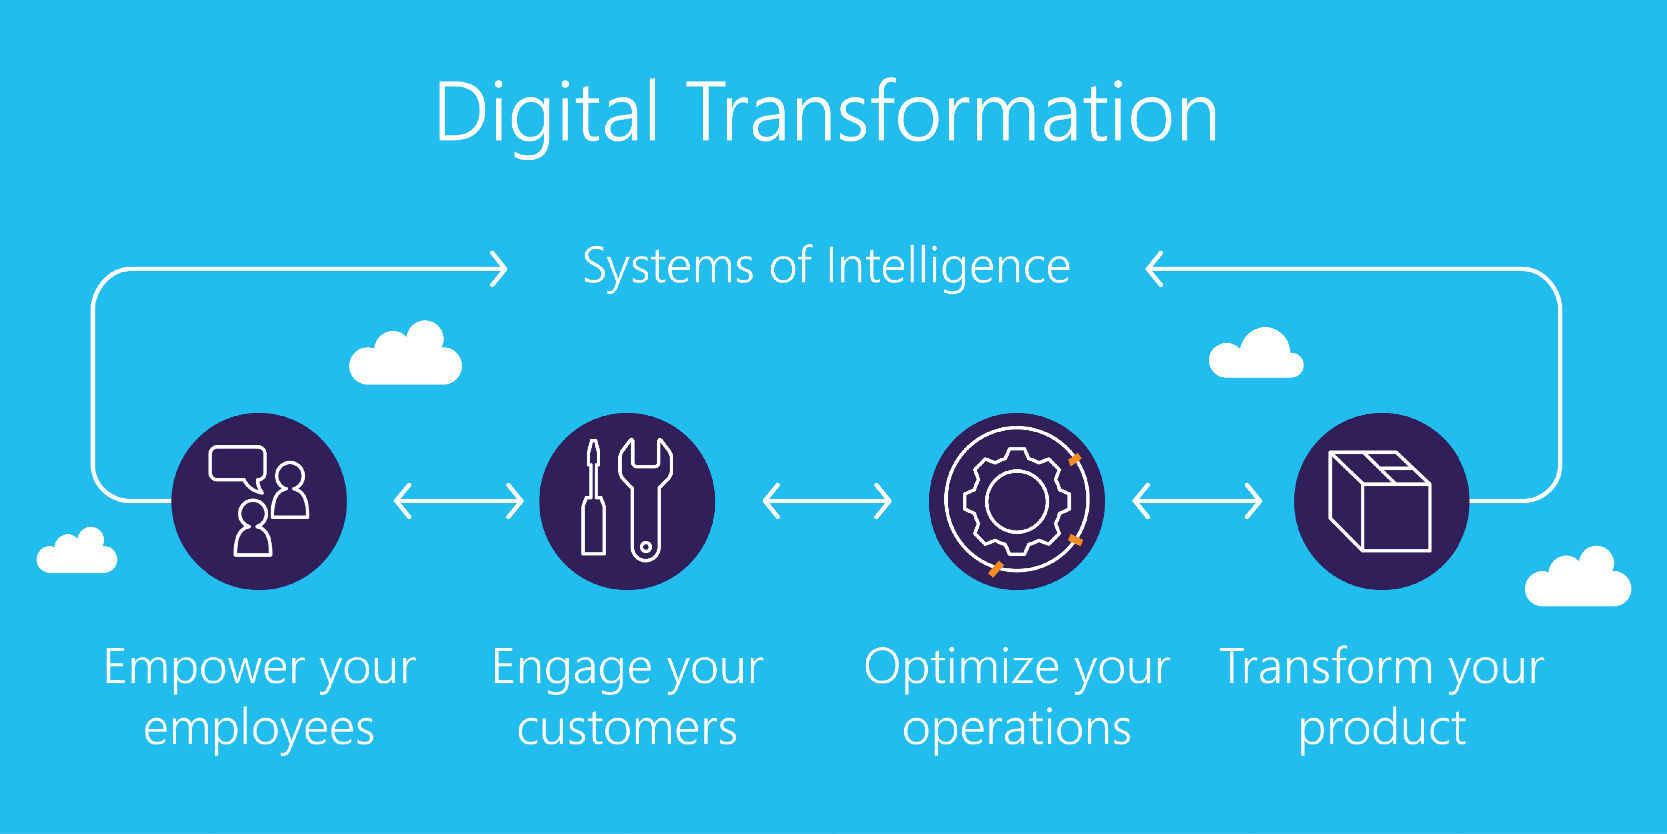 Digital Transformation
Systems of Intelligence
Empower your
employees
Engage your
customers
Optimize your
operations
Transform your
product